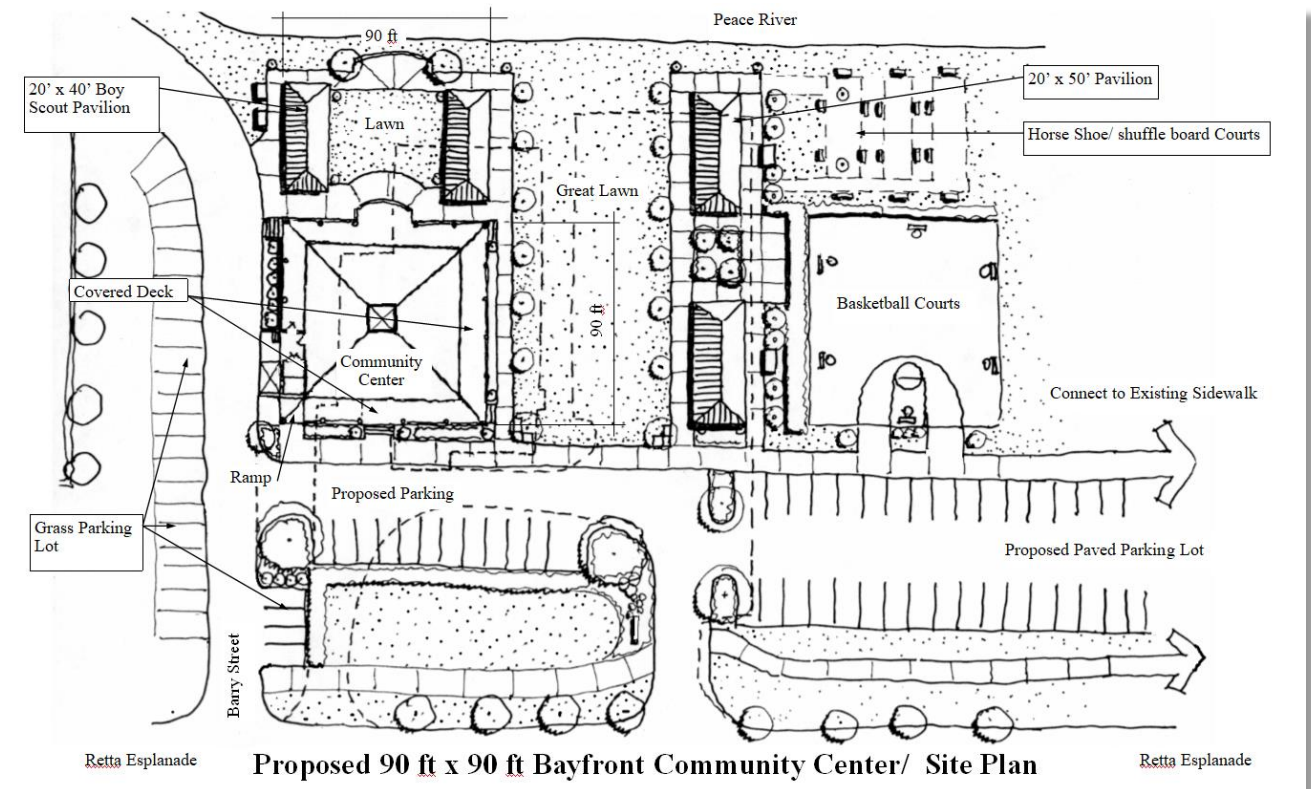 Peace River
90 ft
20' x 40' Boy
Scout Pavilion
20' x 50' Pavilion
Lawn
Horse Shoe/ shuffle board Courts
Great Lawn
Covered Deck
90 ft
Basketball Courts
Community
Center
Connect to Existing Sidewalk
Ramp
Proposed Parking
Grass Parking
Lot
Proposed Paved Parking Lot
Barry Street
Retta Esplanade
Proposed 90 ft x 90 ft Bayfront Community Center/ Site Plan
Retta Esplanade